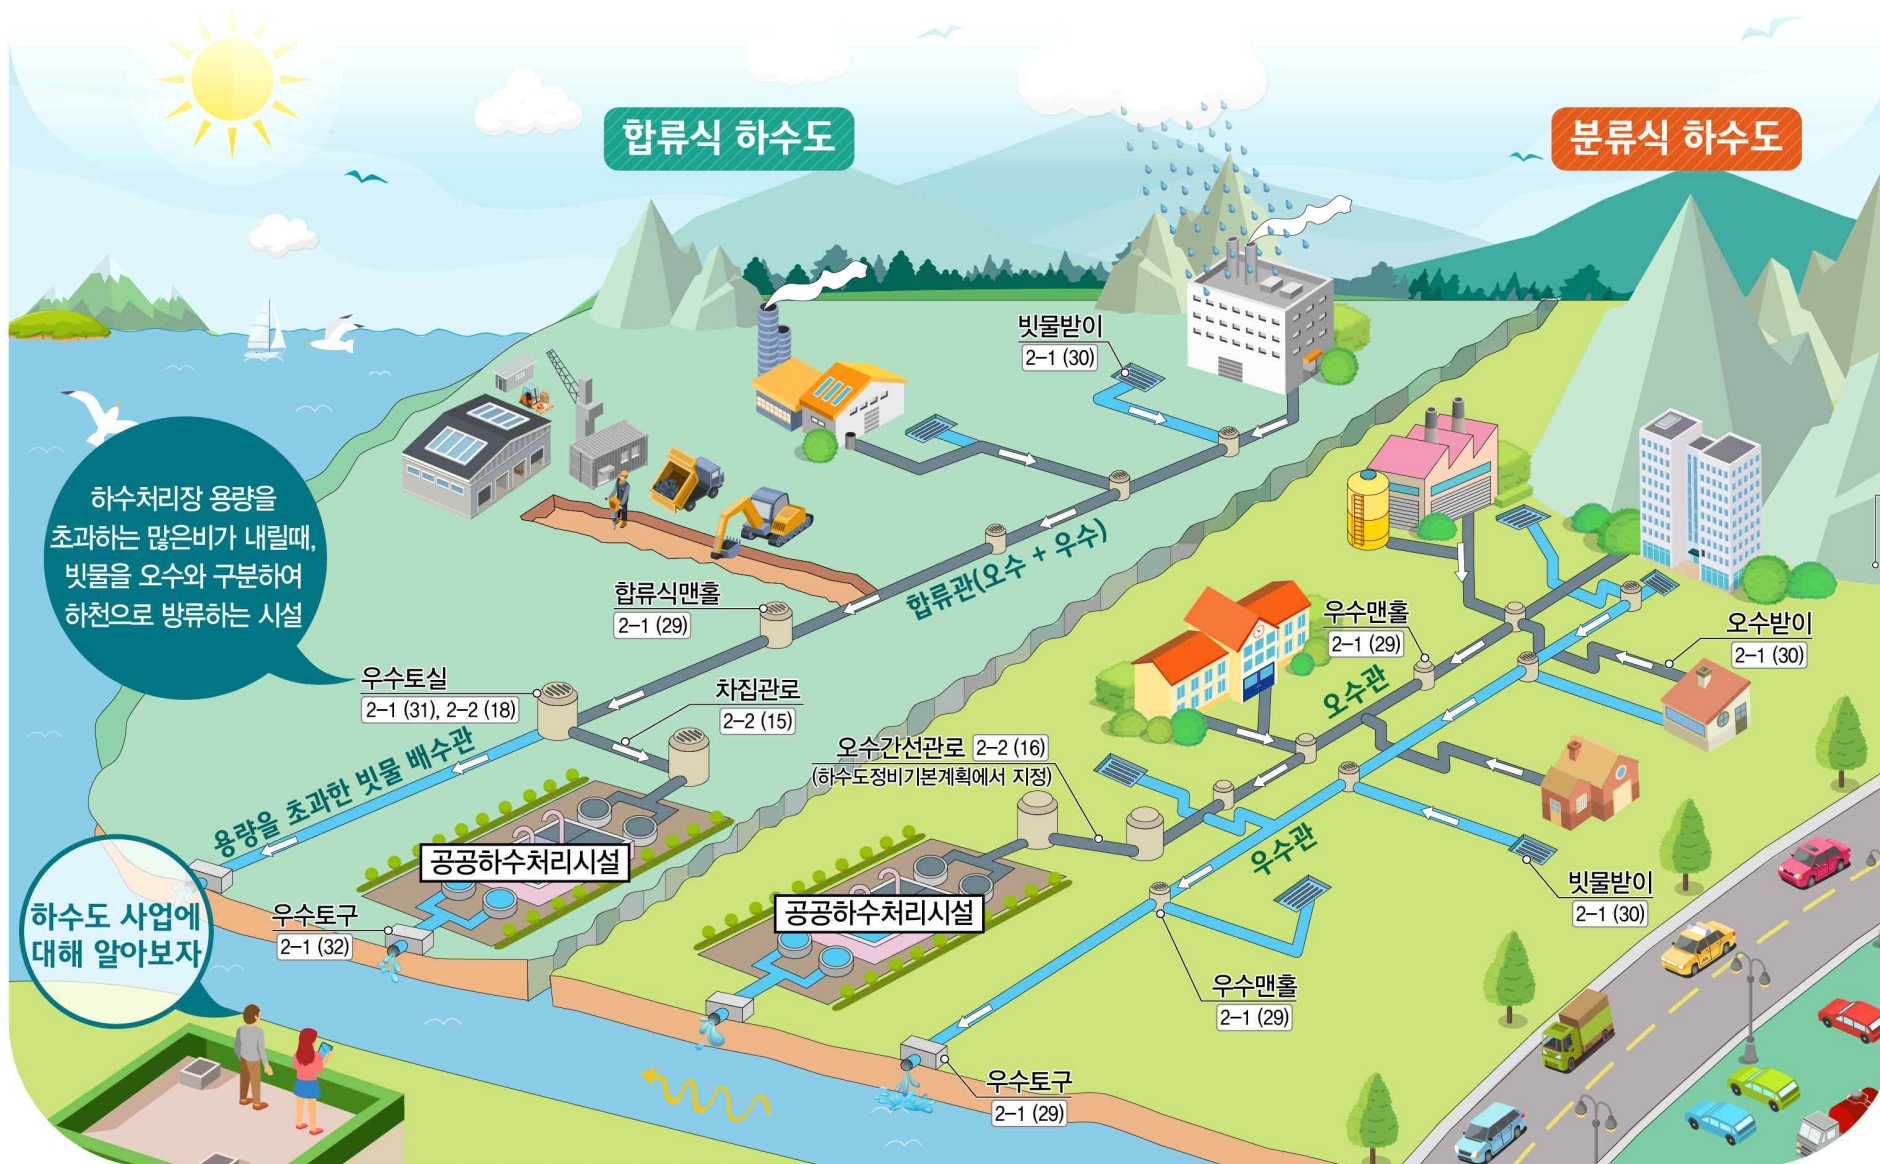 합류식 하수도
분류식 하수도
빗물받이
2-1 (30)
하수처리장 용량을
초과하는 많은비가 내릴때,
빗물을 오수와 구분하여
하천으로 방류하는 시설
합류관(오수 + 우수)
합류식맨홀
2-1 (29)
우수맨홀
2-1 (29)
오수받이
2-1 (30)
우수토실
2-1 (31), 2-2 (18)
차집관로
2-2 (15)
오수관
오수간선관로 2-2 (16)
(하수도정비기본계획에서 지정)
용량을 초과한 빗물 배수관
우수관
공공하수처리시설
공공하수처리시설
빗물받이
2-1 (30)
우수토구
2-1 (32)
하수도 사업에
대해 알아보자
우수맨홀
2-1 (29)
우수토구
2-1 (29)